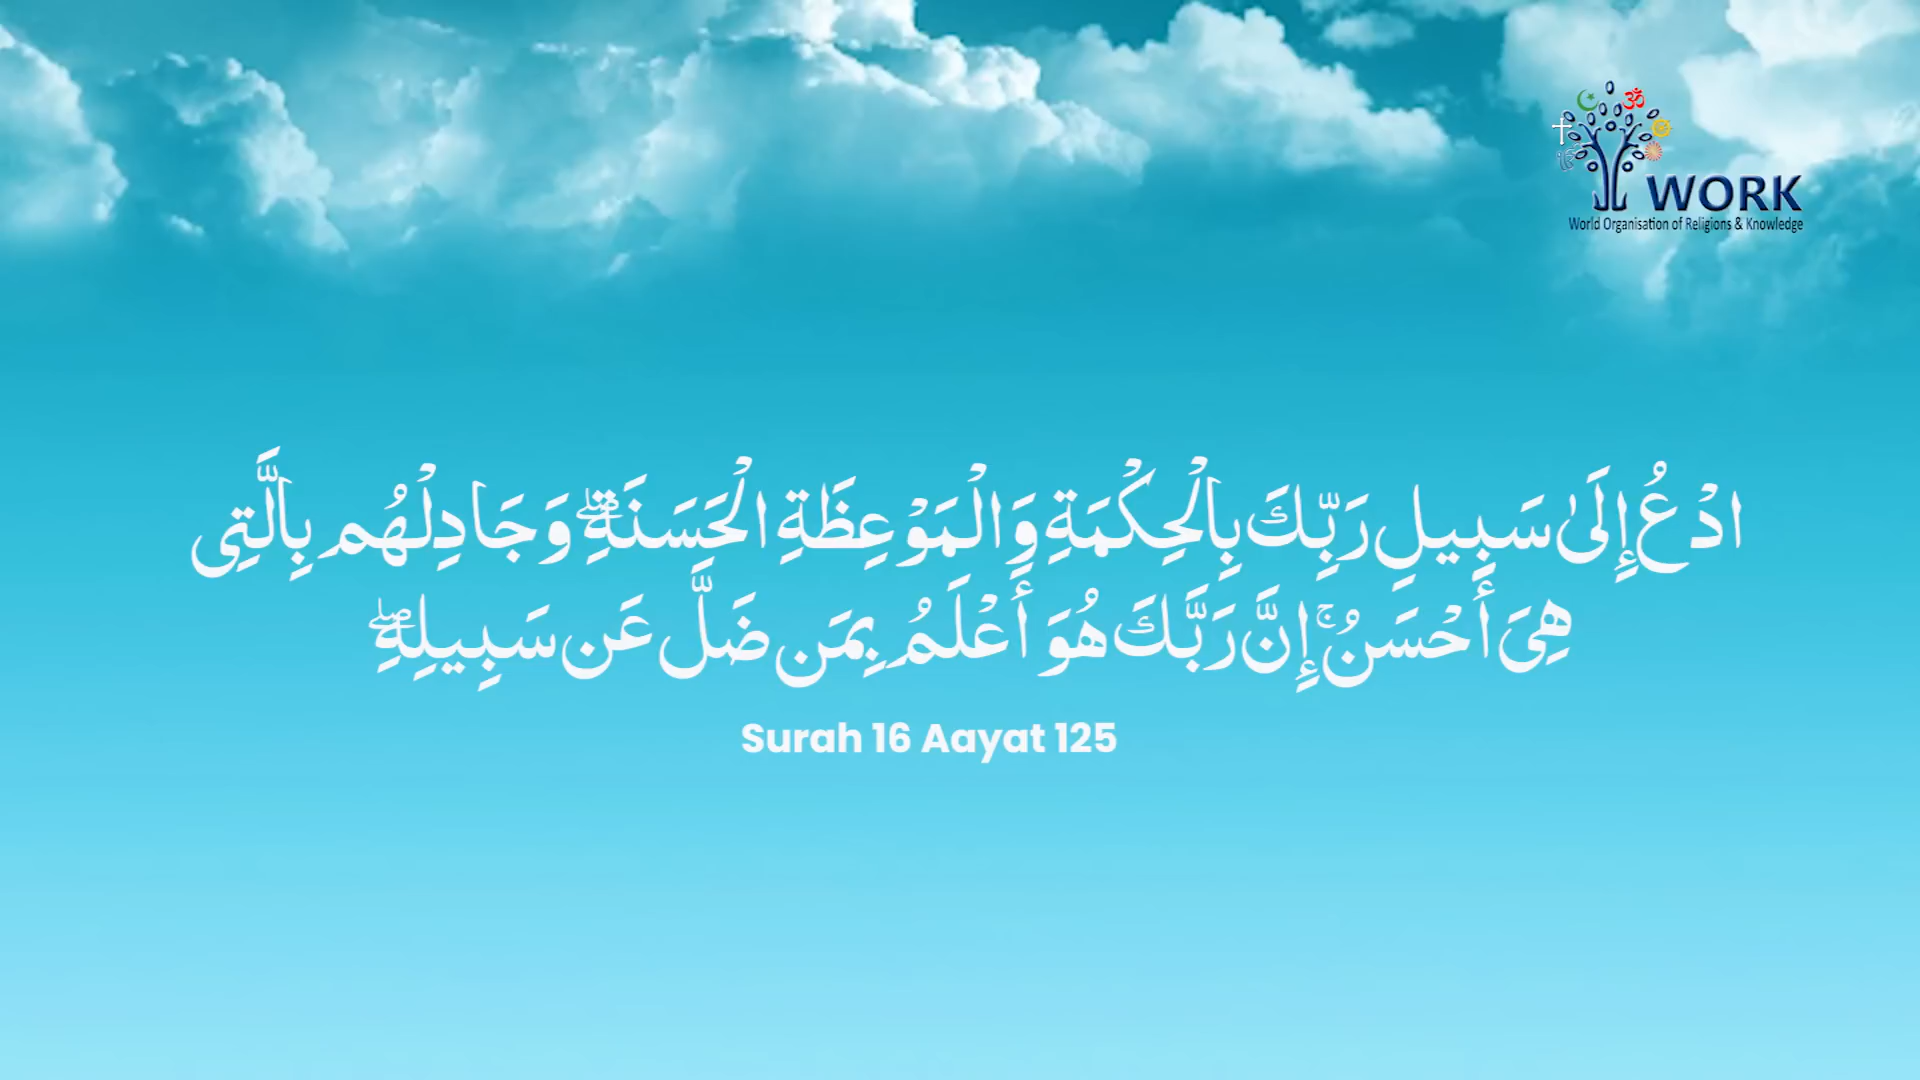 WORK
World Organisation of Religions & Knowledge
ادْعُ إِلَىٰ سَبِيلِ رَبِّكَ بِالْحِكْمَةِ وَالْمَوْعِظَةِ الْحَسَنَةِ ۖ وَجَادِلْهُم بِالَّتِي
هِيَ أَحْسَنُ ۚ إِنَّ رَبَّكَ هُوَ أَعْلَمُ بِمَن ضَلَّ عَن سَبِيلِهِ ۖ
Surah 16 Aayat 125